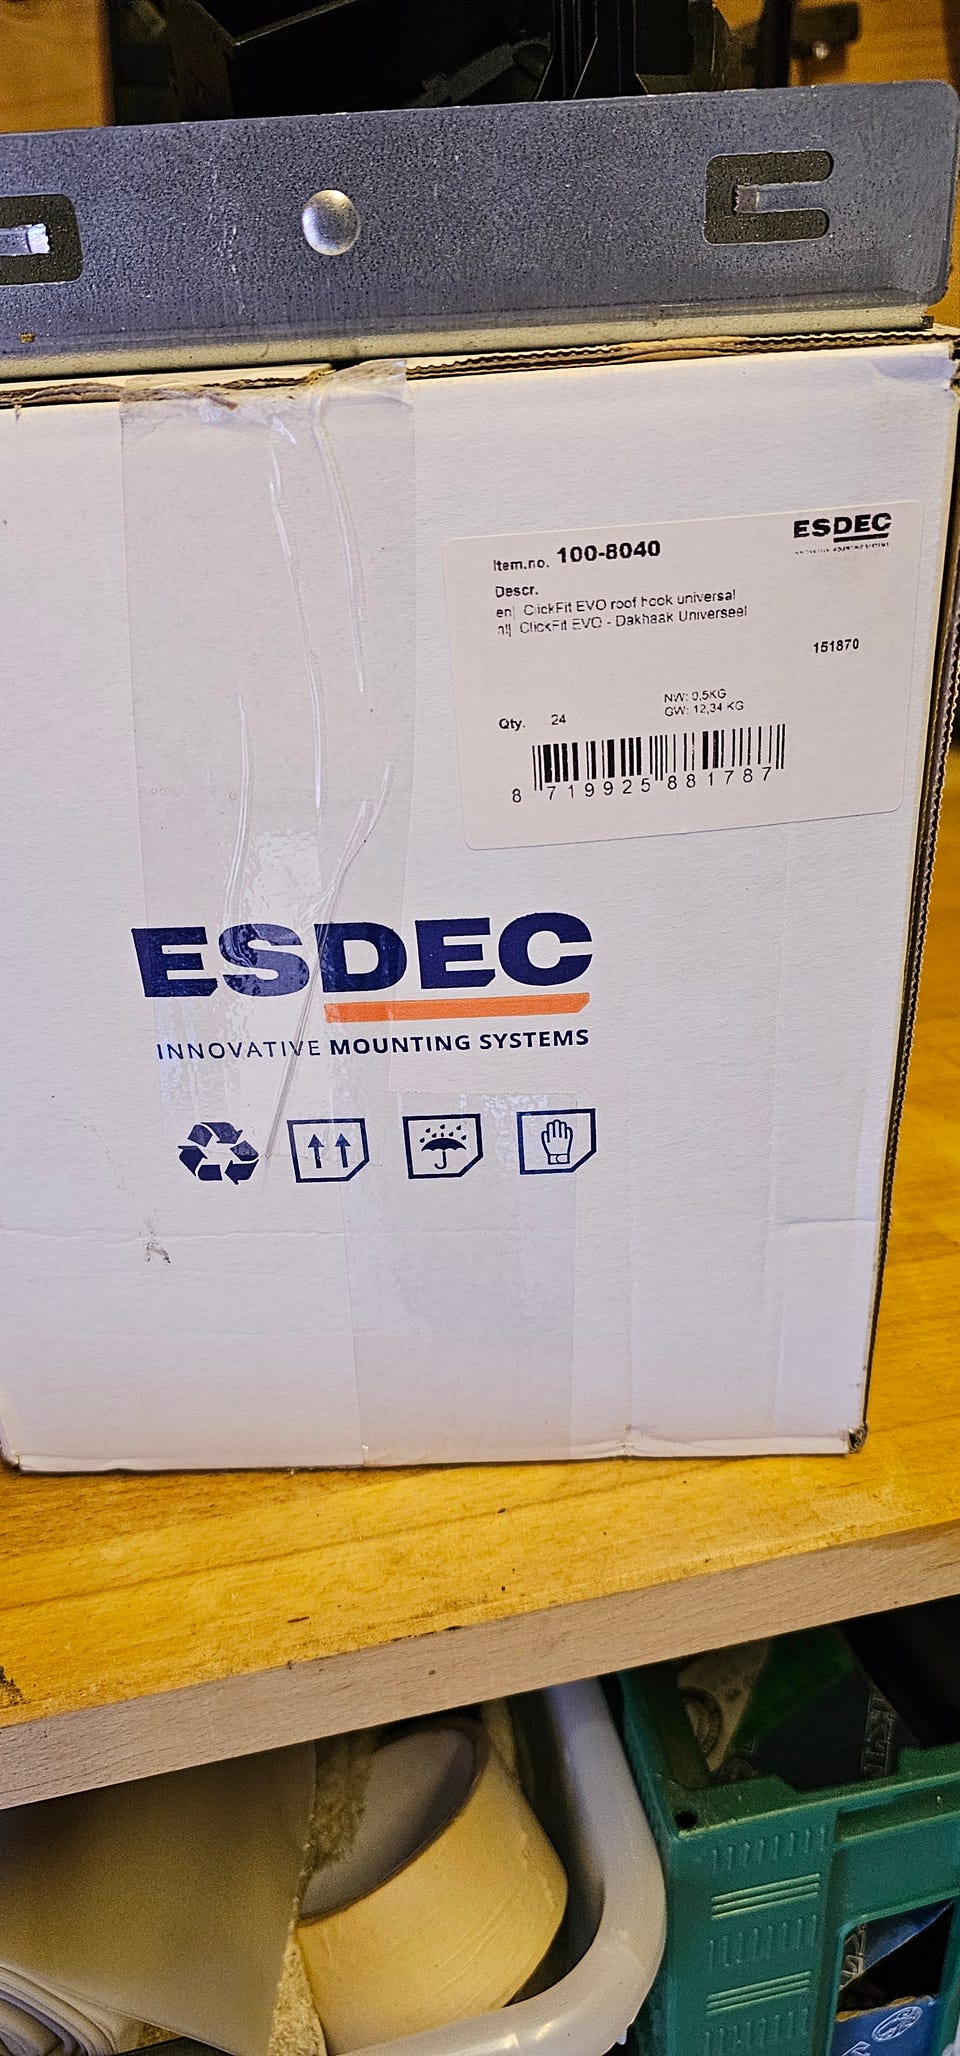 ESDEC
Item.no. 100-8040
Descr.
en| ClickFit EVO roof hook universal
nl| ClickFit EVO - Dakhaak Universeel
151870
NW: 0,5KG
Qty. 24
GW: 12,34 KG
8 719925 881787
ESDEC
INNOVATIVE MOUNTING SYSTEMS